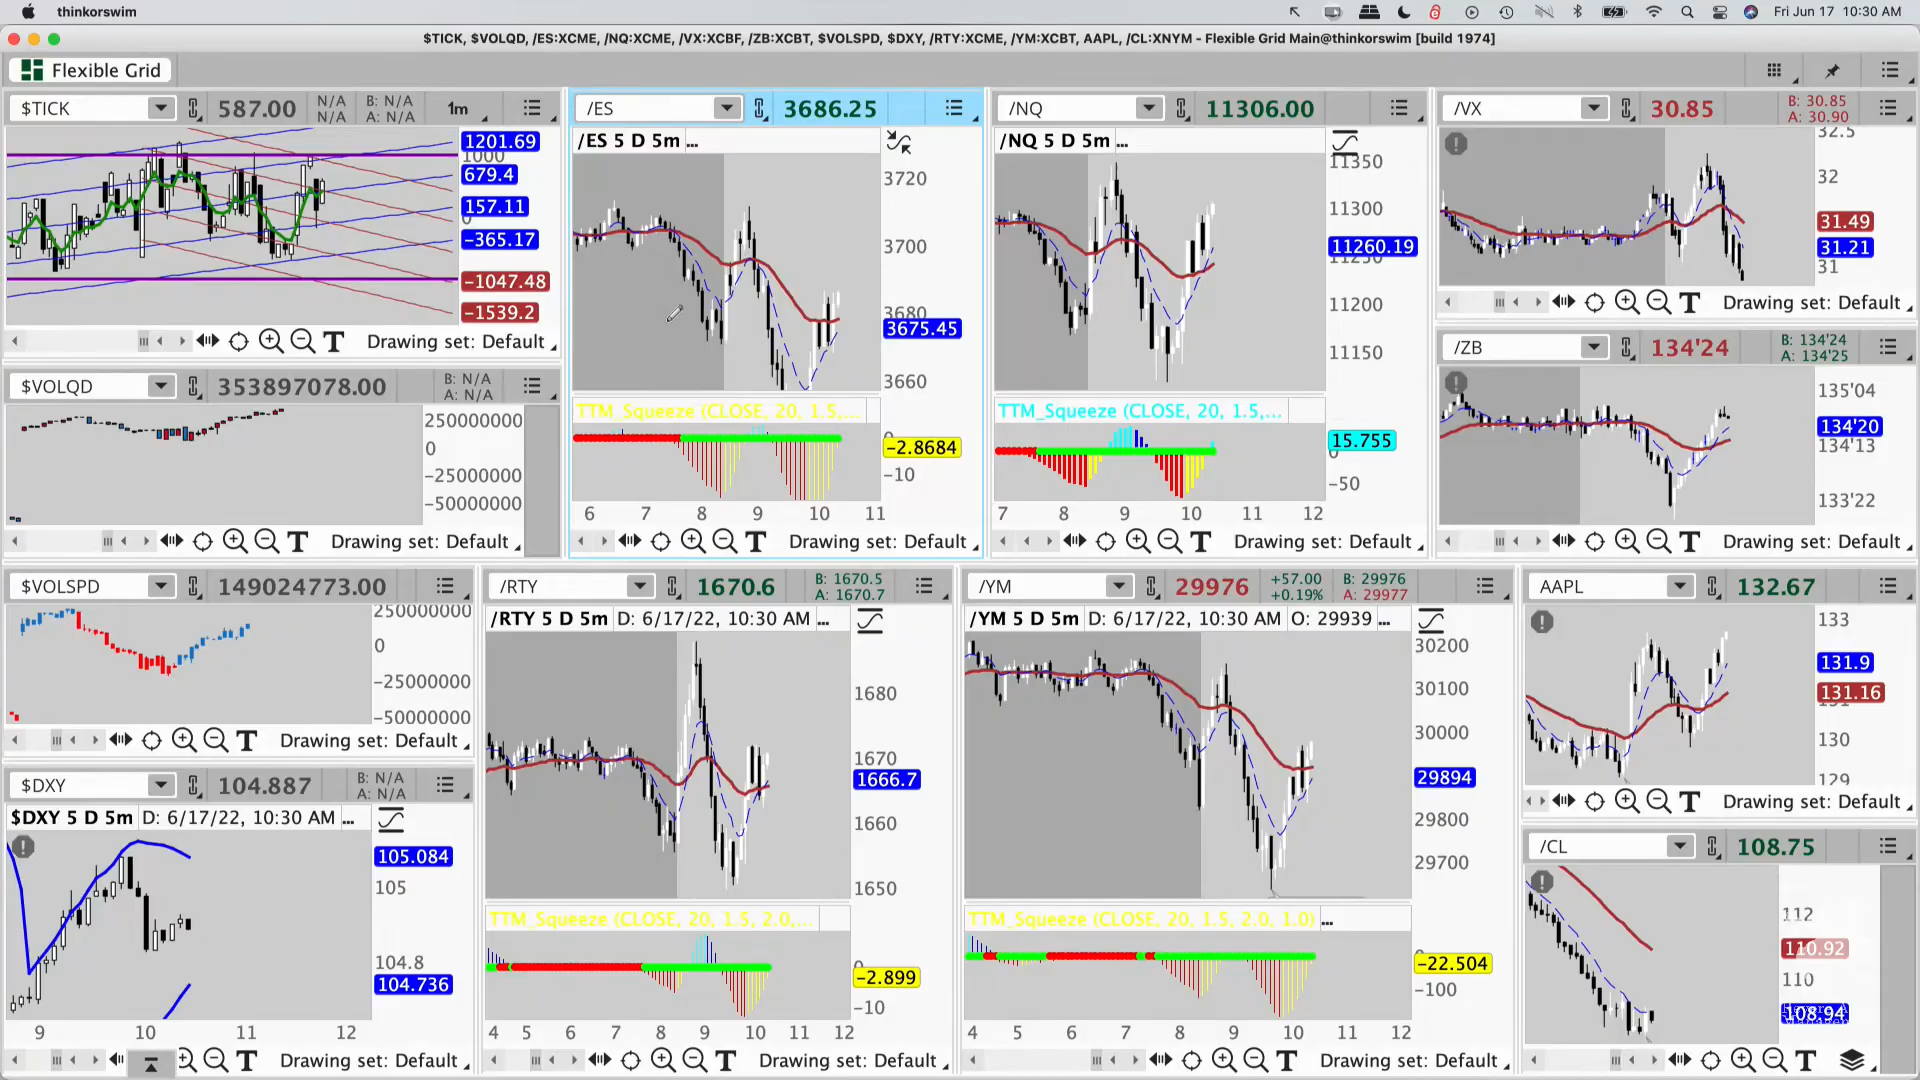 thinkorswim
Fri Jun 17 10:30 AM
$TICK, $VOLQD, /ES:XCME, /NQ:XCME, /VX:XCBF, /ZB:XCBT, $VOLSPD, $DXY, /RTY:XCME, /YM:XCBT, AAPL, /CL:XNYM - Flexible Grid Main@thinkorswim [build 1974]
Flexible Grid
$TICK 587.00 N/A N/A B: N/A A: N/A 1m
1201.69
1000
679.4
157.11
0
-365.17
-1047.48
-1539.2
Drawing set: Default
/ES 3686.25
/ES 5 D 5m ...
3720
3700
3680
3675.45
3660
TTM_Squeeze (CLOSE, 20, 1.5,...
0
-2.8684
-10
6 7 8 9 10 11
Drawing set: Default
/NQ 11306.00
/NQ 5 D 5m ...
11350
11300
11260.19
11250
11200
11150
TTM_Squeeze (CLOSE, 20, 1.5,...
15.755
0
-50
7 8 9 10 11 12
Drawing set: Default
/VX 30.85 B: 30.85 A: 30.90
32.5
32
31.49
31.21
31
Drawing set: Default
/ZB 134'24 B: 134'24 A: 134'25
135'04
134'20
134'13
133'22
Drawing set: Default
$VOLQD 353897078.00 B: N/A A: N/A
250000000
0
-25000000
-50000000
Drawing set: Default
$VOLSPD 149024773.00
250000000
0
-25000000
-50000000
Drawing set: Default
$DXY 104.887 B: N/A A: N/A
$DXY 5 D 5m D: 6/17/22, 10:30 AM ...
105.084
105
104.8
104.736
9 10 11 12
Drawing set: Default
/RTY 1670.6 B: 1670.5 A: 1670.7
/RTY 5 D 5m D: 6/17/22, 10:30 AM ...
1680
1670
1666.7
1660
1650
TTM_Squeeze (CLOSE, 20, 1.5, 2.0,...
0
-2.899
-10
4 5 6 7 8 9 10 11 12
Drawing set: Default
/YM 29976 +57.00 +0.19% B: 29976 A: 29977
/YM 5 D 5m D: 6/17/22, 10:30 AM O: 29939 ...
30200
30100
30000
29894
29800
29700
TTM_Squeeze (CLOSE, 20, 1.5, 2.0, 1.0) ...
0
-22.504
-100
4 5 6 7 8 9 10 11 12
Drawing set: Default
AAPL 132.67
133
131.9
131.16
130
129
Drawing set: Default
/CL 108.75
112
110.92
110
108.94
Drawing set: Default